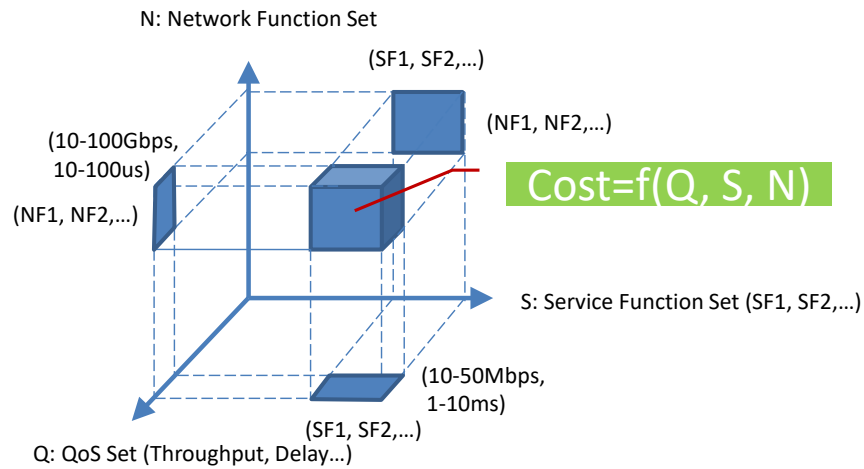 N: Network Function Set
(SF1, SF2,…)
(10-100Gbps,
10-100us)
(NF1, NF2,…)
Cost=f(Q, S, N)
(NF1, NF2,…)
S: Service Function Set (SF1, SF2,…)
(10-50Mbps,
1-10ms)
(SF1, SF2,…)
Q: QoS Set (Throughput, Delay…)